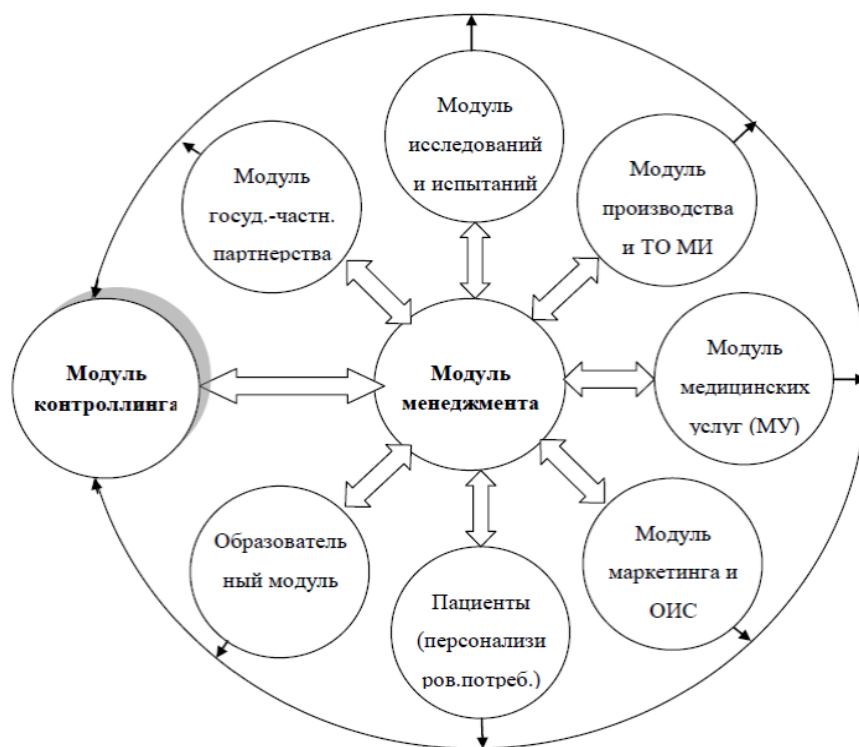 Модуль
исследований
и испытаний
Модуль
госуд.-частн.
партнерства
Модуль
производства
и ТО МИ
Модуль
контроллинга
Модуль
менеджмента
Модуль
медицинских
услуг (МУ)
Образователь
ный модуль
Пациенты
(персонализи
ров.потреб.)
Модуль
маркетинга и
ОИС